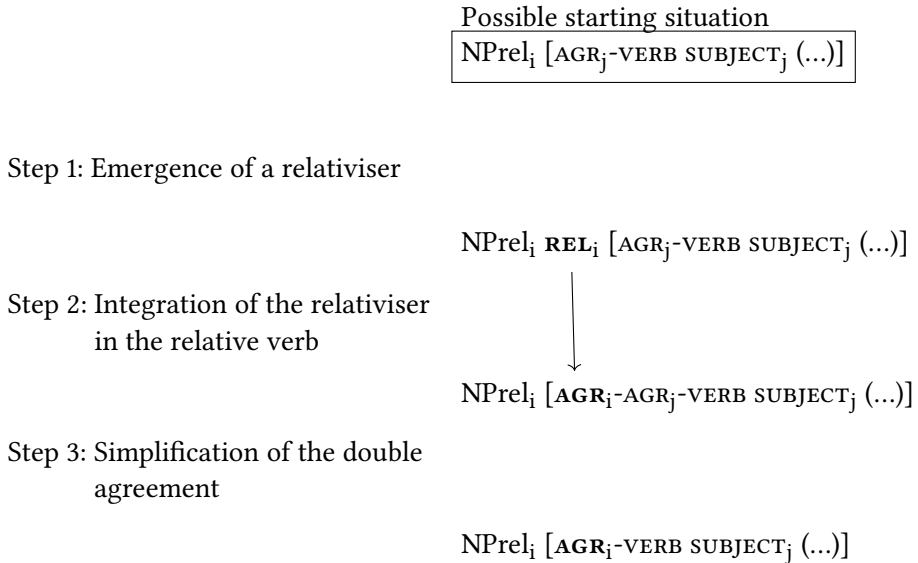 Possible starting situation
NPrelᵢ [AGRⱼ-VERB SUBJECTⱼ (...)]
Step 1: Emergence of a relativiser
NPrelᵢ RELᵢ [AGRⱼ-VERB SUBJECTⱼ (...)]
Step 2: Integration of the relativiser
in the relative verb
NPrelᵢ [AGRᵢ-AGRⱼ-VERB SUBJECTⱼ (...)]
Step 3: Simplification of the double
agreement
NPrelᵢ [AGRᵢ-VERB SUBJECTⱼ (...)]